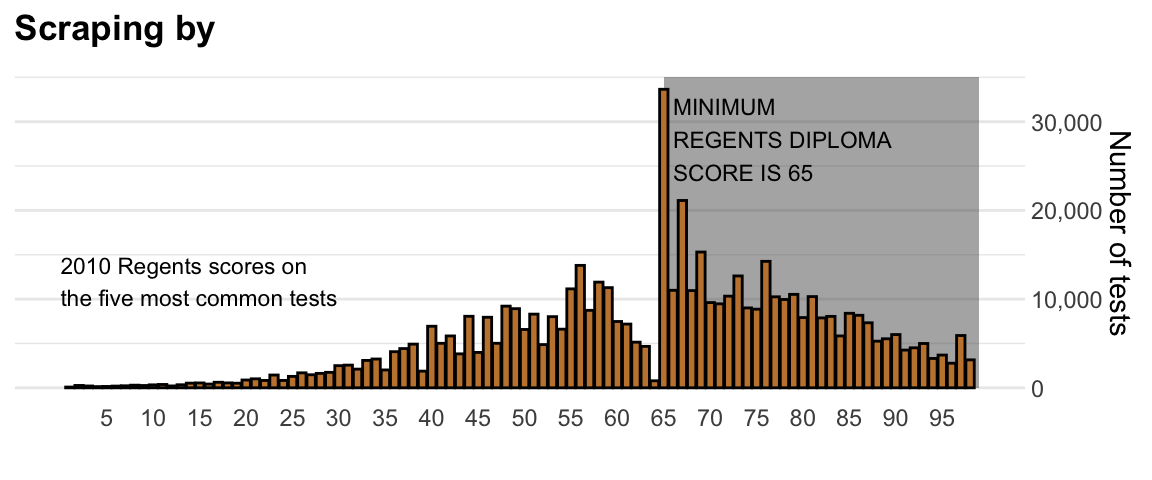 Scraping by
MINIMUM
REGENTS DIPLOMA
SCORE IS 65
2010 Regents scores on
the five most common tests
30,000
20,000
10,000
0
Number of tests
5 10 15 20 25 30 35 40 45 50 55 60 65 70 75 80 85 90 95